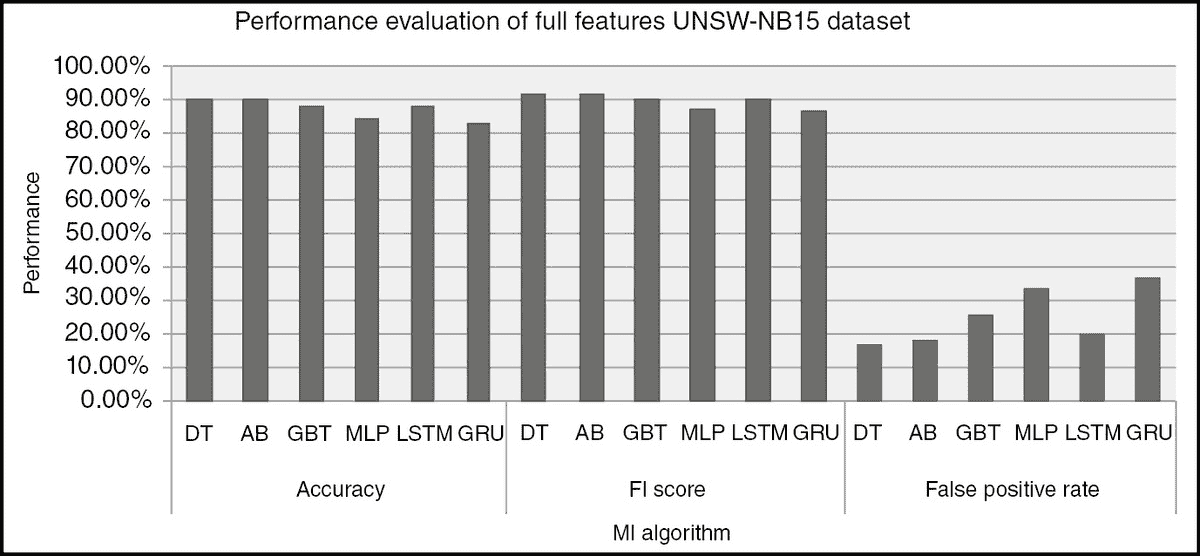 Performance evaluation of full features UNSW-NB15 dataset
Performance
100.00%
90.00%
80.00%
70.00%
60.00%
50.00%
40.00%
30.00%
20.00%
10.00%
0.00%
DT AB GBT MLP LSTM GRU DT AB GBT MLP LSTM GRU DT AB GBT MLP LSTM GRU
Accuracy FI score False positive rate
MI algorithm